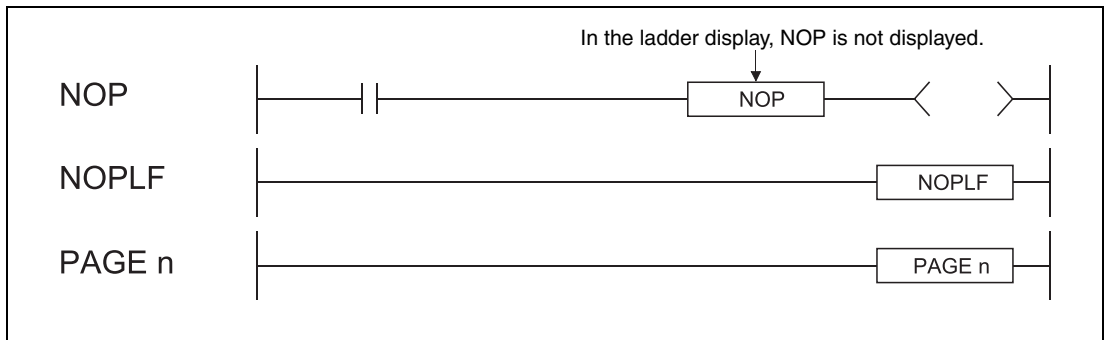 In the ladder display, NOP is not displayed.
NOP
NOP
NOPLF
NOPLF
PAGE n
PAGE n